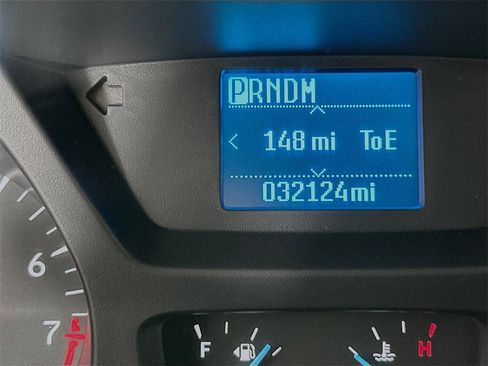 PRNDM
< 148 mi ToE
032124mi
6
7
F H